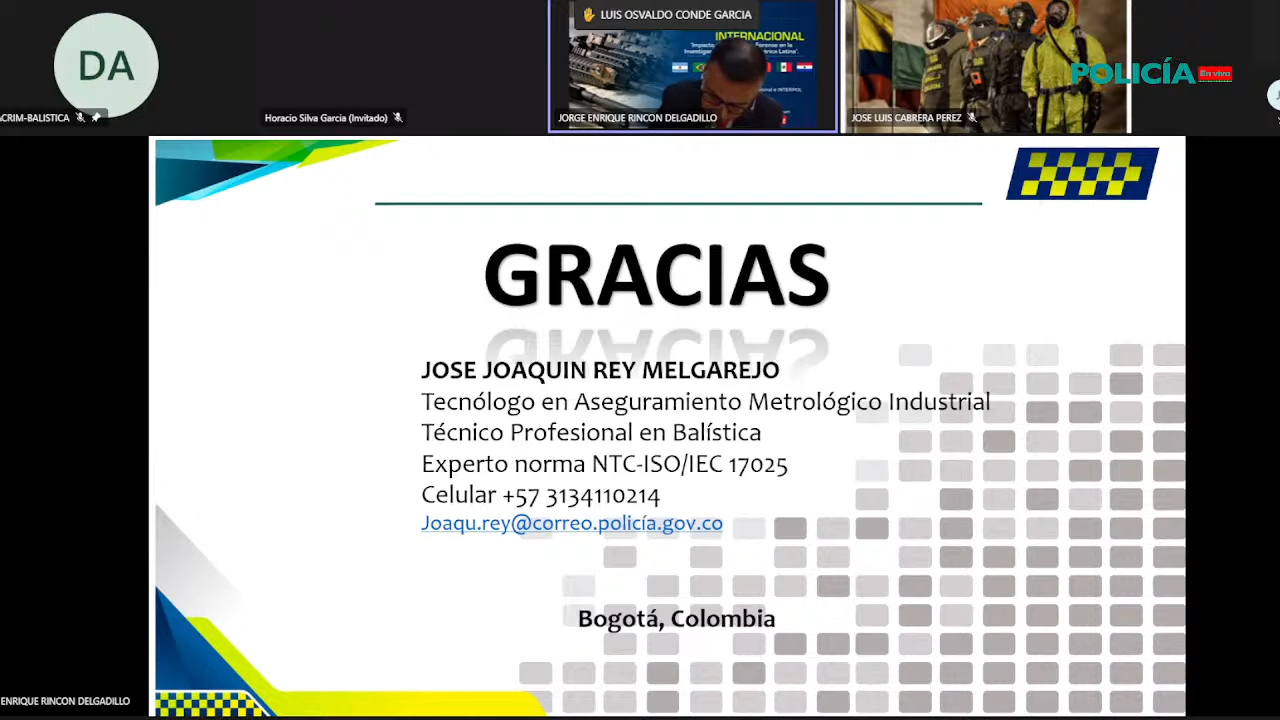 DA
ACRIM-BALISTICA
Horacio Silva Garcia (Invitado)
LUIS OSVALDO CONDE GARCIA
INTERNACIONAL
JORGE ENRIQUE RINCON DELGADILLO
JOSE LUIS CABRERA PEREZ
POLICÍA En vivo
GRACIAS
JOSE JOAQUIN REY MELGAREJO
Tecnólogo en Aseguramiento Metrológico Industrial
Técnico Profesional en Balística
Experto norma NTC-ISO/IEC 17025
Celular +57 3134110214
Joaqu.rey@correo.policía.gov.co
Bogotá, Colombia
ENRIQUE RINCON DELGADILLO